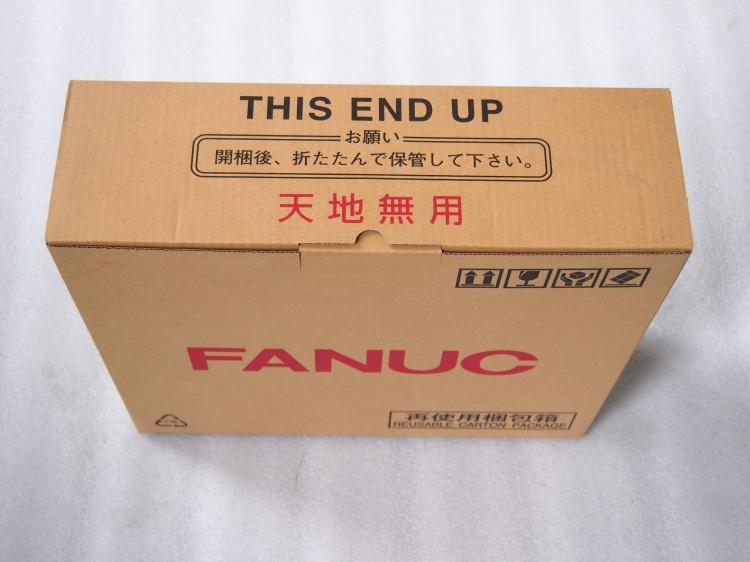 THIS END UP
お願い
開梱後、折たたんで保管して下さい。
天地無用
FANUC
再使用梱包箱
REUSABLE CARTON PACKAGE